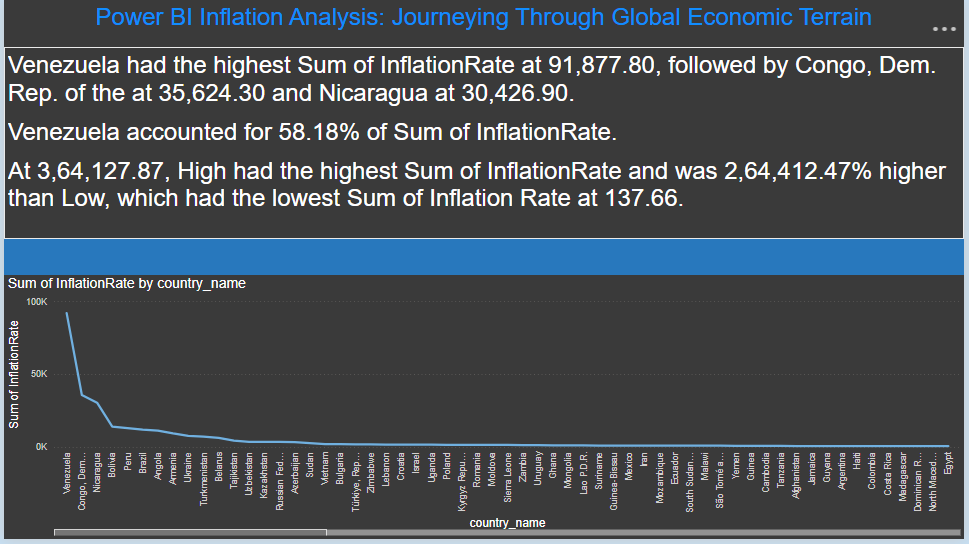 Power BI Inflation Analysis: Journeying Through Global Economic Terrain
Venezuela had the highest Sum of InflationRate at 91,877.80, followed by Congo, Dem.
Rep. of the at 35,624.30 and Nicaragua at 30,426.90.
Venezuela accounted for 58.18% of Sum of InflationRate.
At 3,64,127.87, High had the highest Sum of InflationRate and was 2,64,412.47% higher
than Low, which had the lowest Sum of Inflation Rate at 137.66.
Sum of InflationRate by country_name
Sum of InflationRate
100K
50K
0K
Venezuela
Congo, Dem…
Nicaragua
Bolivia
Peru
Brazil
Angola
Armenia
Ukraine
Turkmenistan
Belarus
Tajikistan
Uzbekistan
Kazakhstan
Russian Fed…
Azerbaijan
Sudan
Vietnam
Bulgaria
Türkiye, Rep…
Zimbabwe
Lebanon
Croatia
Israel
Uganda
Poland
Kyrgyz Repu…
Romania
Moldova
Sierra Leone
Zambia
Uruguay
Ghana
Mongolia
Lao P.D.R.
Suriname
Guinea-Bissau
Mexico
Iran
Mozambique
Ecuador
South Sudan…
Malawi
São Tomé a…
Yemen
Guinea
Cambodia
Tanzania
Afghanistan
Jamaica
Guyana
Argentina
Haiti
Colombia
Costa Rica
Madagascar
Dominican R…
North Maced…
Egypt
country_name